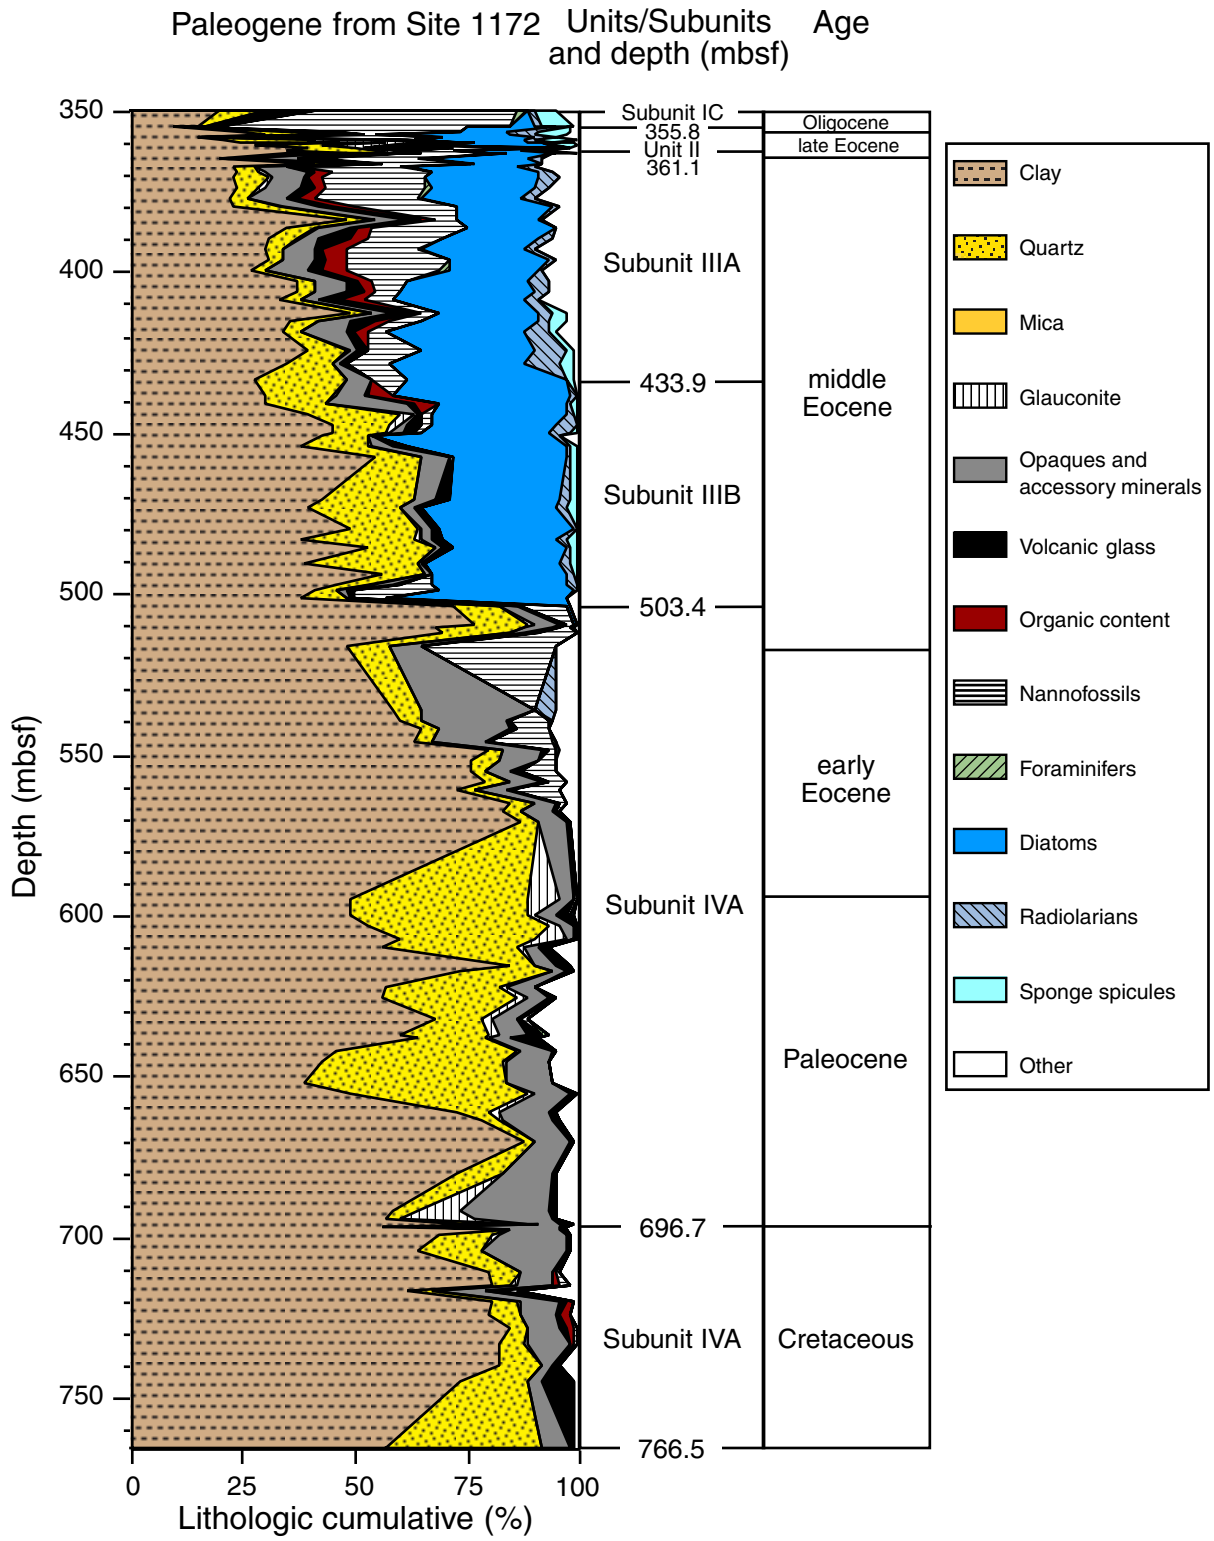 Paleogene from Site 1172
Units/Subunits
and depth (mbsf)
Age
350
400
450
500
550
600
650
700
750
Depth (mbsf)
0
25
50
75
100
Lithologic cumulative (%)
Subunit IC
355.8
Unit II
361.1
Subunit IIIA
433.9
Subunit IIIB
503.4
Subunit IVA
696.7
Subunit IVA
766.5
Oligocene
late Eocene
middle
Eocene
early
Eocene
Paleocene
Cretaceous
Clay
Quartz
Mica
Glauconite
Opaques and
accessory minerals
Volcanic glass
Organic content
Nannofossils
Foraminifers
Diatoms
Radiolarians
Sponge spicules
Other